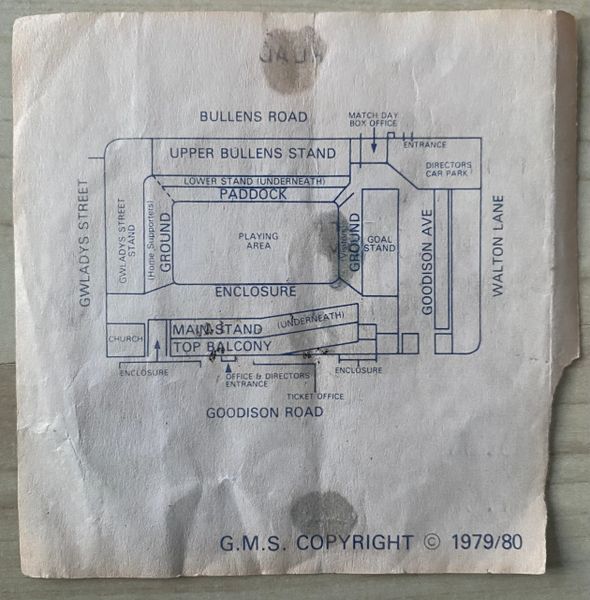 BULLENS ROAD
MATCH DAY
BOX OFFICE
ENTRANCE
UPPER BULLENS STAND
DIRECTORS
CAR PARK
LOWER STAND (UNDERNEATH)
PADDOCK
GWLADYS STREET
GWLADYS STREET
STAND
(Home Supporters)
GROUND
PLAYING
AREA
GROUND
GOAL
STAND
GOODISON AVE
WALTON LANE
ENCLOSURE
CHURCH
MAIN STAND
(UNDERNEATH)
TOP BALCONY
ENCLOSURE
OFFICE & DIRECTORS
ENTRANCE
ENCLOSURE
TICKET OFFICE
GOODISON ROAD
G.M.S. COPYRIGHT © 1979/80